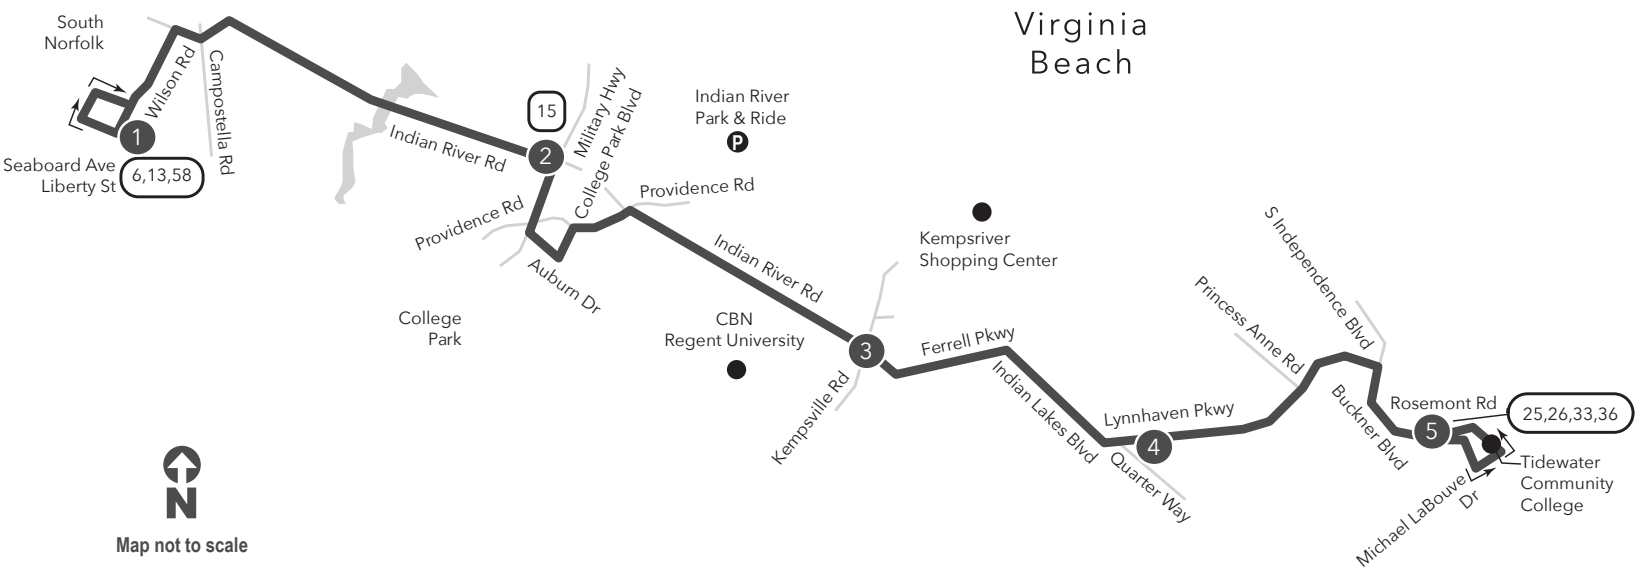 Virginia
Beach
South
Norfolk
Wilson Rd
Campostella Rd
1
Seaboard Ave
Liberty St
6,13,58
Indian River Rd
15
2
Military Hwy
College Park Blvd
Indian River
Park & Ride
P
Providence Rd
Providence Rd
Auburn Dr
College
Park
Indian River Rd
CBN
Regent University
Kempsriver
Shopping Center
3
Kempsville Rd
Ferrell Pkwy
Indian Lakes Blvd
Lynnhaven Pkwy
4
Quarter Way
Princess Anne Rd
S Independence Blvd
Buckner Blvd
Rosemont Rd
5
25,26,33,36
Tidewater
Community
College
Michael LaBouve
Dr
N
Map not to scale